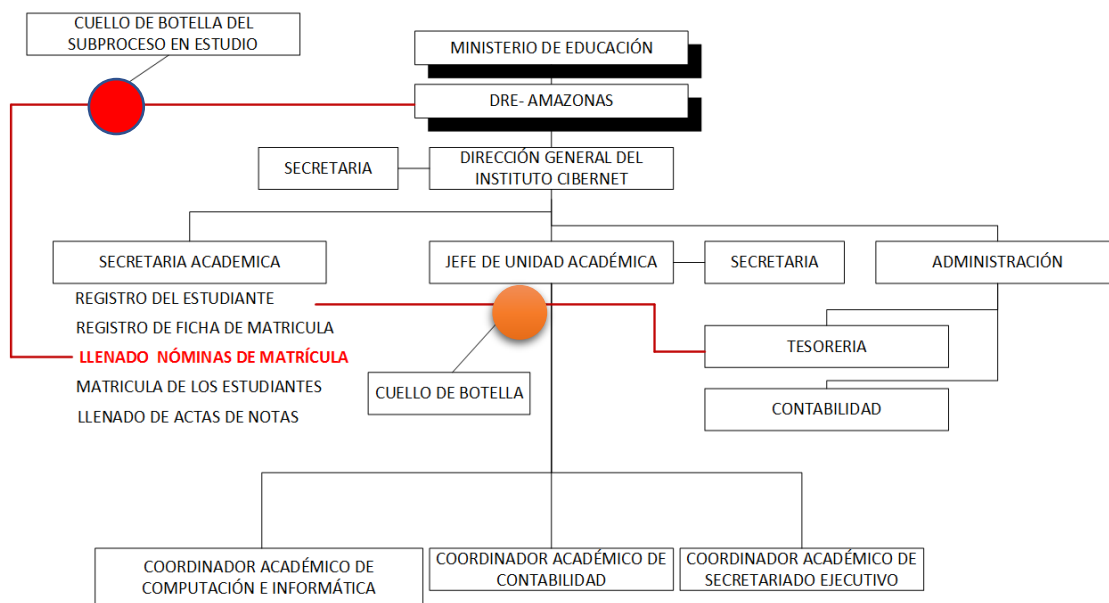 CUELLO DE BOTELLA DEL
SUBPROCESO EN ESTUDIO
MINISTERIO DE EDUCACIÓN
DRE- AMAZONAS
SECRETARIA
DIRECCIÓN GENERAL DEL
INSTITUTO CIBERNET
SECRETARIA ACADEMICA
JEFE DE UNIDAD ACADÉMICA
SECRETARIA
ADMINISTRACIÓN
REGISTRO DEL ESTUDIANTE
REGISTRO DE FICHA DE MATRICULA
LLENADO NÓMINAS DE MATRÍCULA
MATRICULA DE LOS ESTUDIANTES
LLENADO DE ACTAS DE NOTAS
CUELLO DE BOTELLA
TESORERIA
CONTABILIDAD
COORDINADOR ACADÉMICO DE
COMPUTACIÓN E INFORMÁTICA
COORDINADOR ACADÉMICO DE
CONTABILIDAD
COORDINADOR ACADÉMICO DE
SECRETARIADO EJECUTIVO